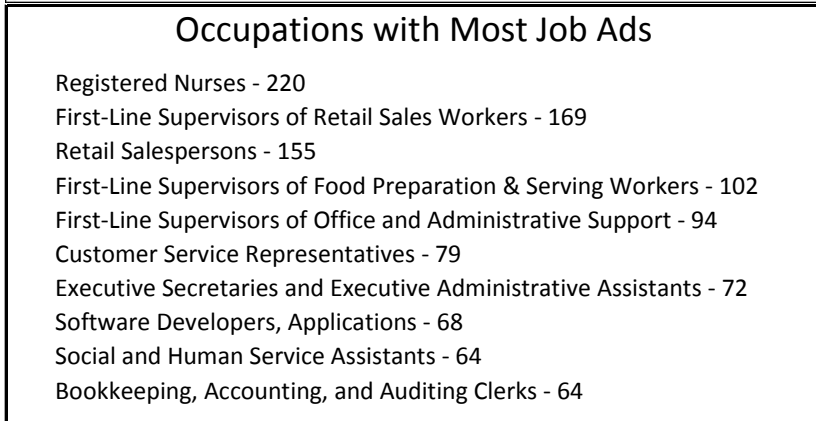 Occupations with Most Job Ads
Registered Nurses - 220
First-Line Supervisors of Retail Sales Workers - 169
Retail Salespersons - 155
First-Line Supervisors of Food Preparation & Serving Workers - 102
First-Line Supervisors of Office and Administrative Support - 94
Customer Service Representatives - 79
Executive Secretaries and Executive Administrative Assistants - 72
Software Developers, Applications - 68
Social and Human Service Assistants - 64
Bookkeeping, Accounting, and Auditing Clerks - 64